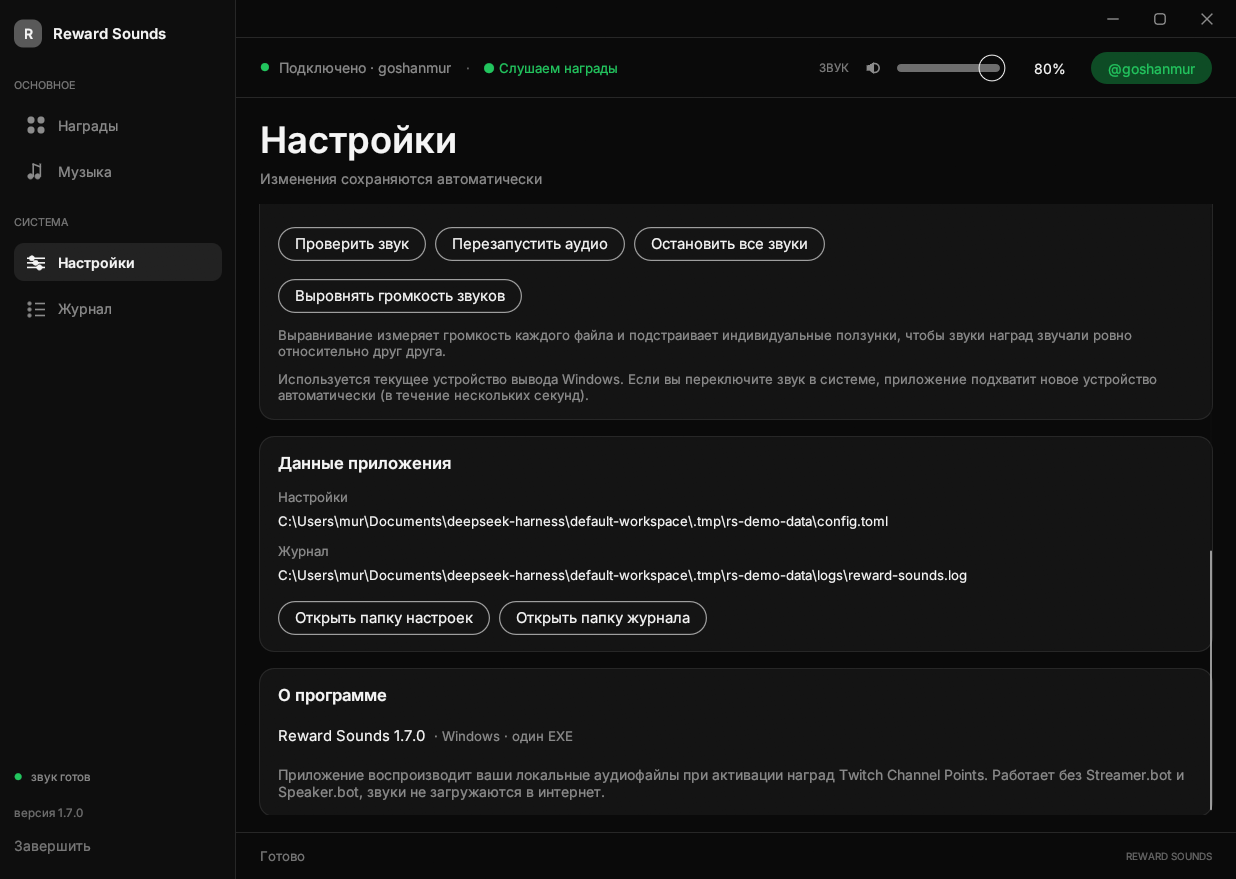 R Reward Sounds
ОСНОВНОЕ
Награды
Музыка
СИСТЕМА
Настройки
Журнал
звук готов
версия 1.7.0
Завершить
Подключено · goshanmur · Слушаем награды
ЗВУК
80%
@goshanmur
Настройки
Изменения сохраняются автоматически
Проверить звук
Перезапустить аудио
Остановить все звуки
Выровнять громкость звуков
Выравнивание измеряет громкость каждого файла и подстраивает индивидуальные ползунки, чтобы звуки наград звучали ровно
относительно друг друга.
Используется текущее устройство вывода Windows. Если вы переключите звук в системе, приложение подхватит новое устройство
автоматически (в течение нескольких секунд).
Данные приложения
Настройки
C:\Users\mur\Documents\deepseek-harness\default-workspace\.tmp\rs-demo-data\config.toml
Журнал
C:\Users\mur\Documents\deepseek-harness\default-workspace\.tmp\rs-demo-data\logs\reward-sounds.log
Открыть папку настроек
Открыть папку журнала
О программе
Reward Sounds 1.7.0 · Windows · один EXE
Приложение воспроизводит ваши локальные аудиофайлы при активации наград Twitch Channel Points. Работает без Streamer.bot и
Speaker.bot, звуки не загружаются в интернет.
Готово
REWARD SOUNDS